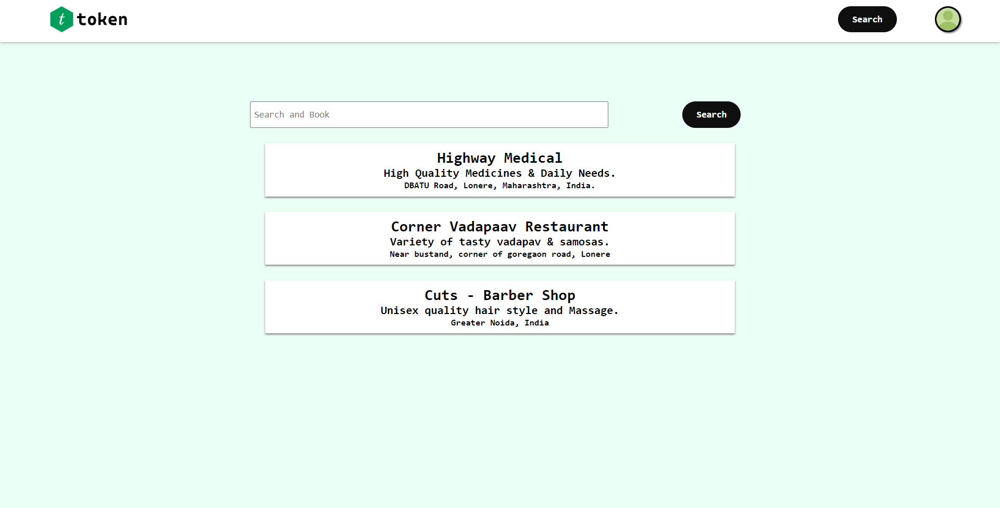 t token
Search
Search and Book
Search
Highway Medical
High Quality Medicines & Daily Needs.
DBATU Road, Lonere, Maharashtra, India.
Corner Vadapaav Restaurant
Variety of tasty vadapav & samosas.
Near bustand, corner of goregaon road, Lonere
Cuts - Barber Shop
Unisex quality hair style and Massage.
Greater Noida, India